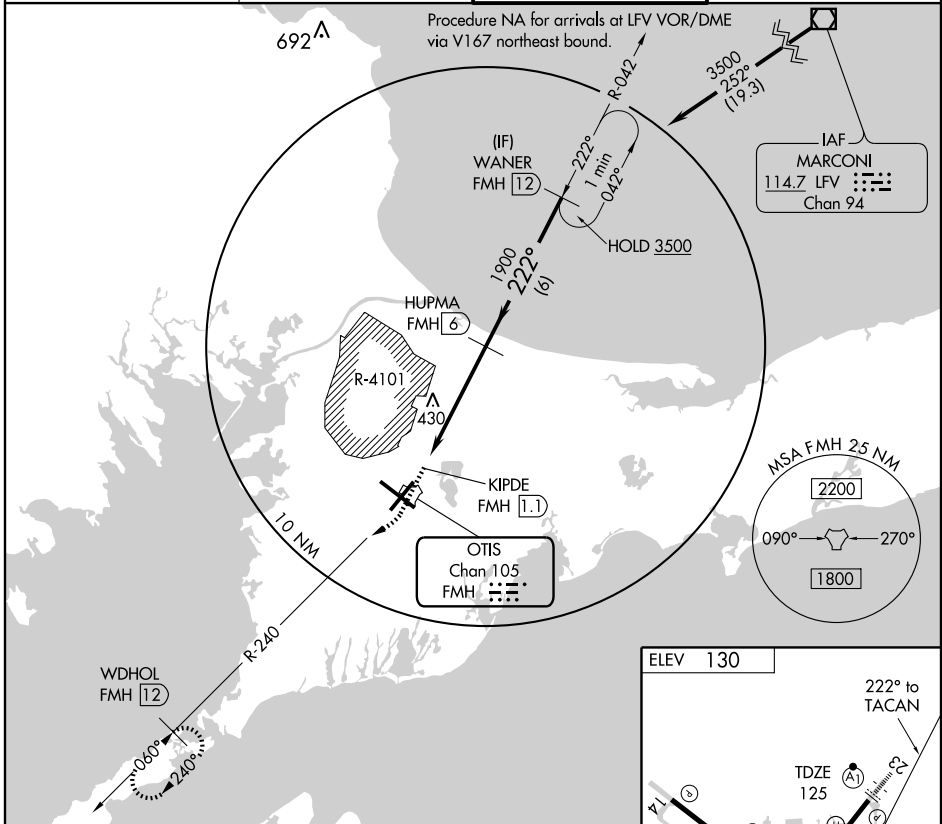 Procedure NA for arrivals at LFV VOR/DME
via V167 northeast bound.
692
R-042
3500
252°
(19.3)
IAF
MARCONI
114.7 LFV
Chan 94
(IF)
WANER
FMH 12
222°
1 min
042°
HOLD 3500
1900
222°
(6)
HUPMA
FMH 6
R-4101
430
KIPDE
FMH 1.1
OTIS
Chan 105
FMH
10 NM
MSA FMH 25 NM
2200
090°
270°
1800
R-240
WDHOL
FMH 12
060°
240°
ELEV 130
222° to
TACAN
TDZE
125
A1
23
14
P
P